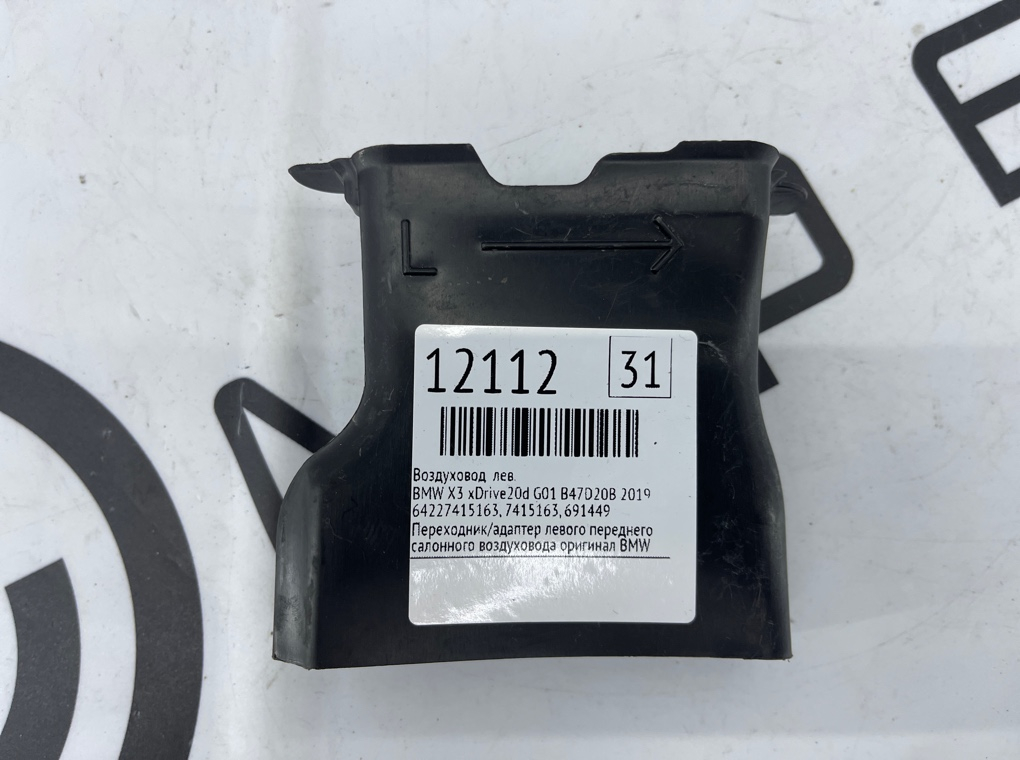 L
12112 31
Воздуховод лев.
BMW X3 xDrive20d G01 B47D20B 2019
64227415163, 7415163, 691449
Переходник/адаптер левого переднего
салонного воздуховода оригинал BMW